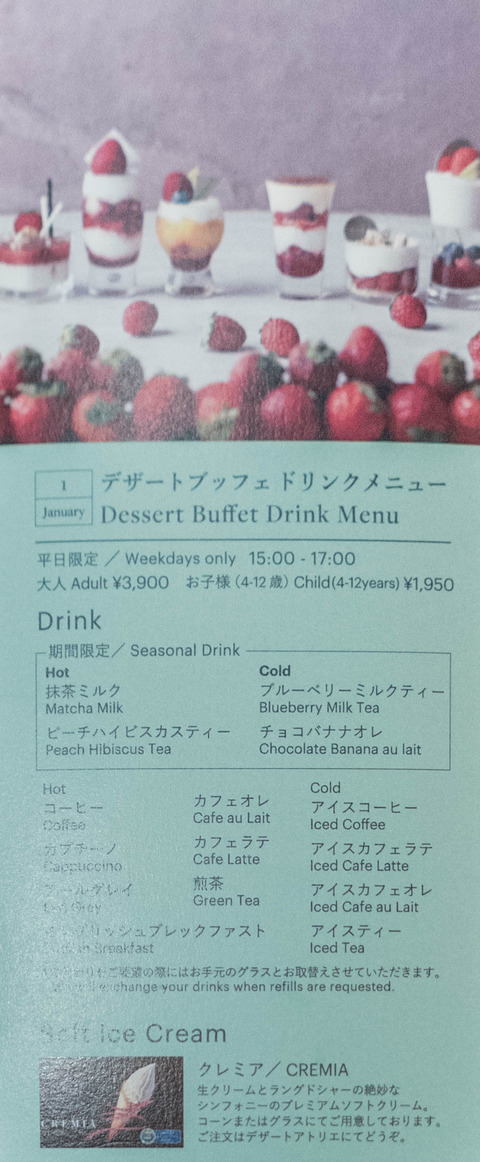 1
January
デザートブッフェ ドリンクメニュー
Dessert Buffet Drink Menu
平日限定 ／ Weekdays only 15:00 - 17:00
大人 Adult ¥3,900 お子様（4-12 歳）Child(4-12years) ¥1,950
Drink
期間限定／ Seasonal Drink
Hot
抹茶ミルク
Matcha Milk
ピーチハイビスカスティー
Peach Hibiscus Tea
Cold
ブルーベリーミルクティー
Blueberry Milk Tea
チョコバナナオレ
Chocolate Banana au lait
Hot
コーヒー
Coffee
カプチーノ
Cappuccino
アールグレイ
Earl Grey
イングリッシュブレックファスト
Breakfast
カフェオレ
Cafe au Lait
カフェラテ
Cafe Latte
煎茶
Green Tea
Cold
アイスコーヒー
Iced Coffee
アイスカフェラテ
Iced Cafe Latte
アイスカフェオレ
Iced Cafe au Lait
アイスティー
Iced Tea
ご要望の際にはお手元のグラスとお取替えさせていただきます。
exchange your drinks when refills are requested.
Soft Ice Cream
CREMIA
クレミア／ CREMIA
生クリームとラングドシャーの絶妙な
シンフォニーのプレミアムソフトクリーム。
コーンまたはグラスにてご用意しております。
ご注文はデザートアトリエにてどうぞ。